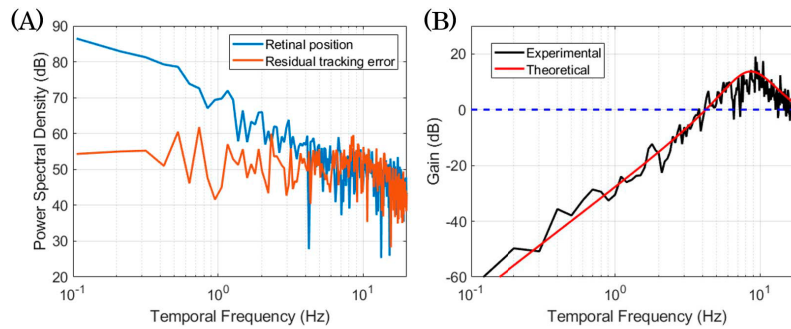 (A)
Power Spectral Density (dB)
90
80
70
60
50
40
30
20
Retinal position
Residual tracking error
10-1
100
101
Temporal Frequency (Hz)
(B)
Gain (dB)
20
0
-20
-40
-60
Experimental
Theoretical
10-1
100
101
Temporal Frequency (Hz)